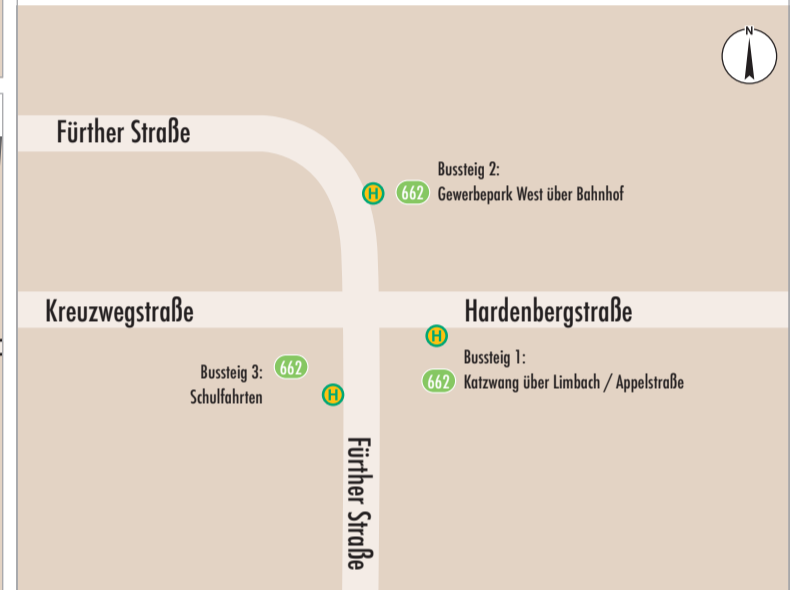 N
Fürther Straße
Bussteig 2:
H 662 Gewerbepark West über Bahnhof
Kreuzwegstraße
Hardenbergstraße
H
Bussteig 1:
662 Katzwang über Limbach / Appelstraße
Bussteig 3: 662
Schulfahrten
H
Fürther Straße